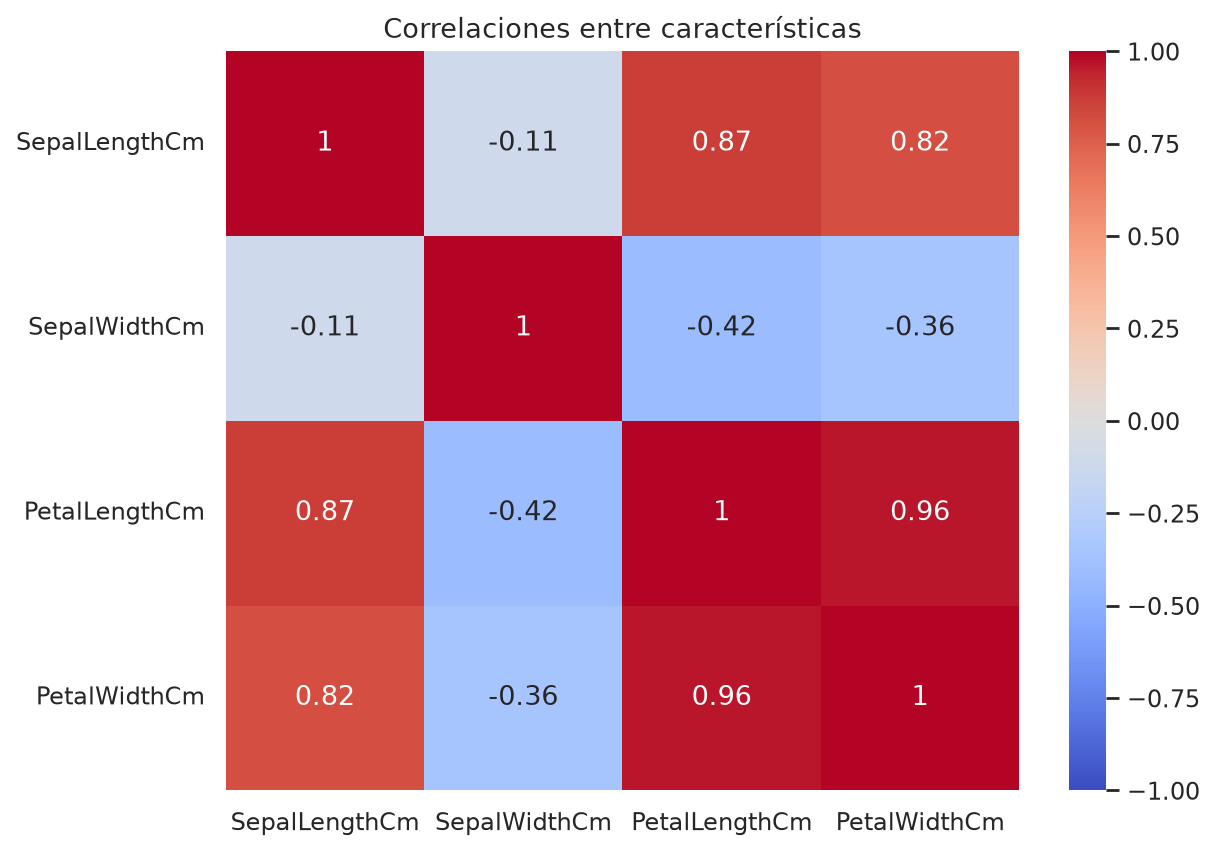 Correlaciones entre características
SepalLengthCm 1 -0.11 0.87 0.82
SepalWidthCm -0.11 1 -0.42 -0.36
PetalLengthCm 0.87 -0.42 1 0.96
PetalWidthCm 0.82 -0.36 0.96 1
SepalLengthCm SepalWidthCm PetalLengthCm PetalWidthCm
1.00
0.75
0.50
0.25
0.00
−0.25
−0.50
−0.75
−1.00